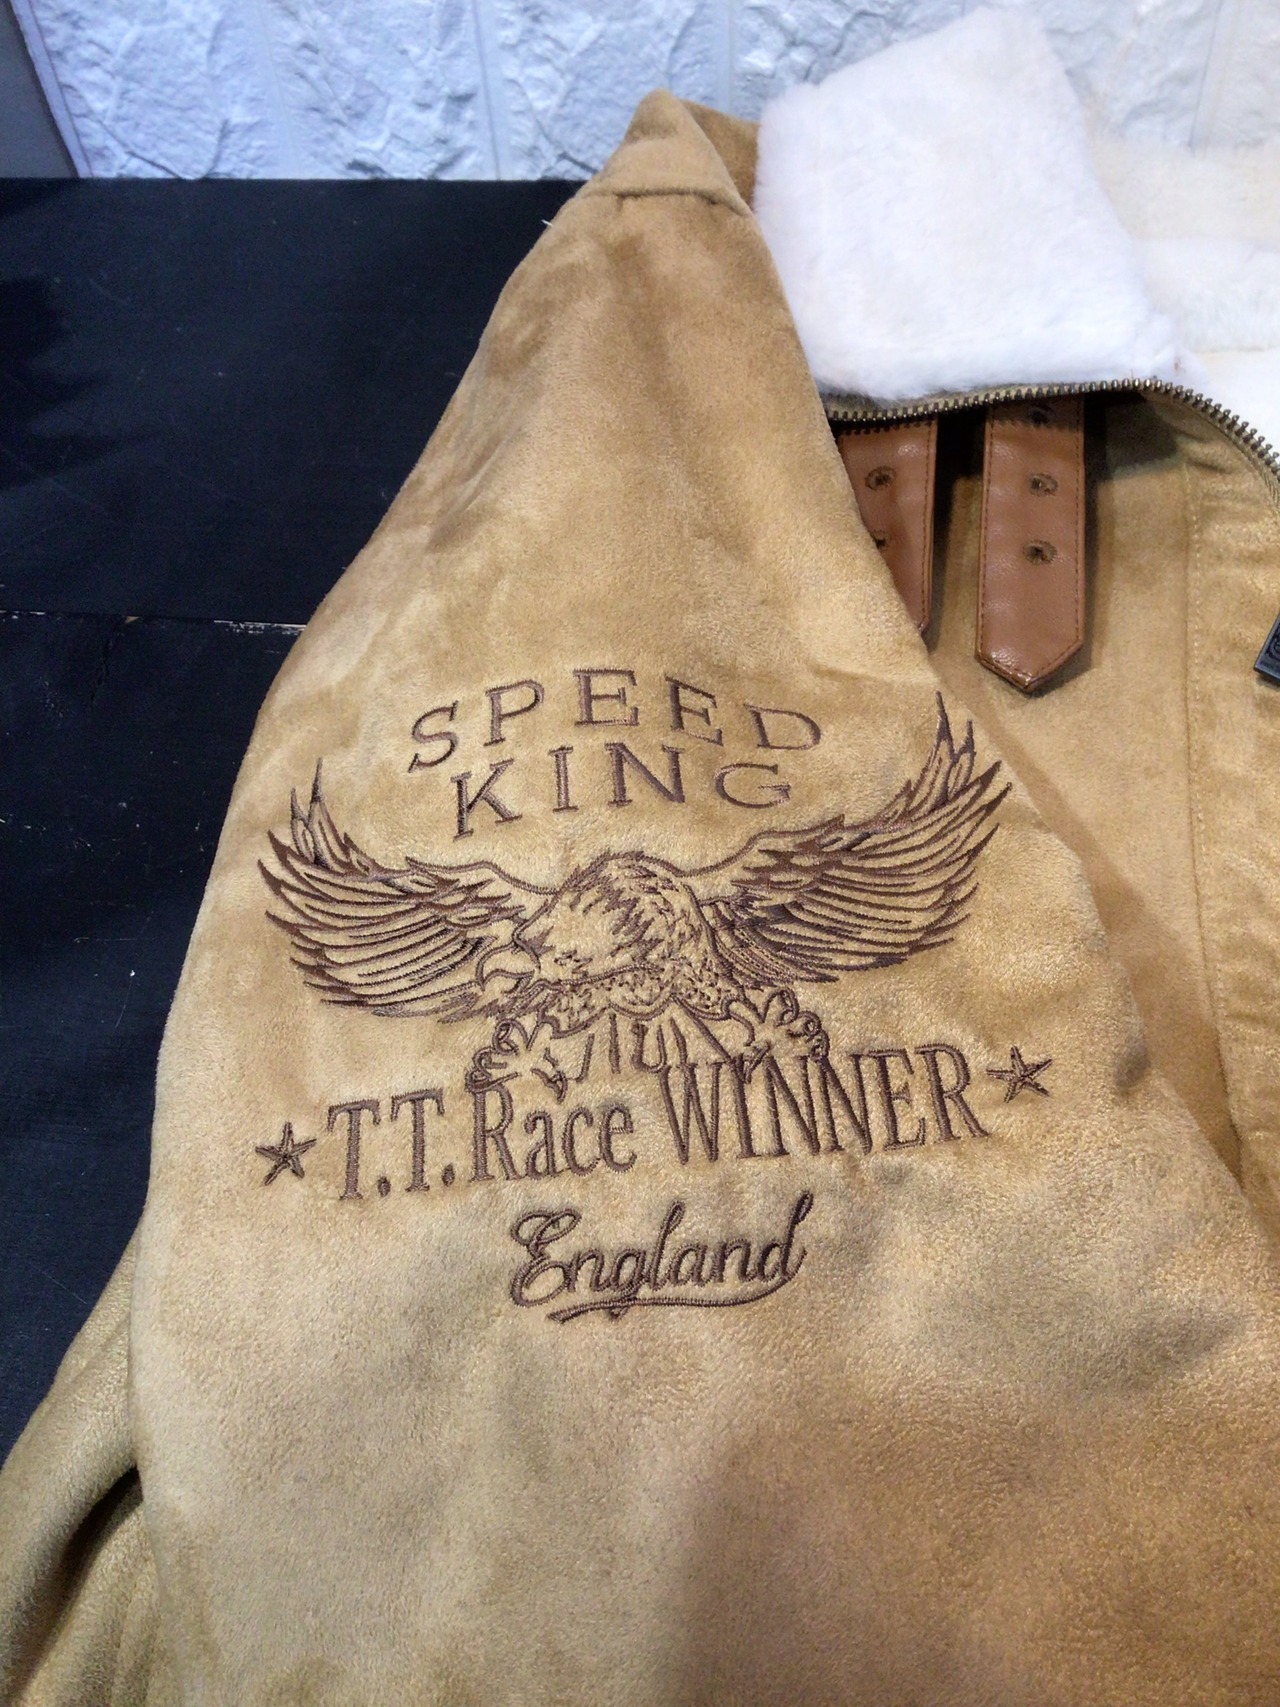 SPEED
KING
T.T. Race WINNER
England